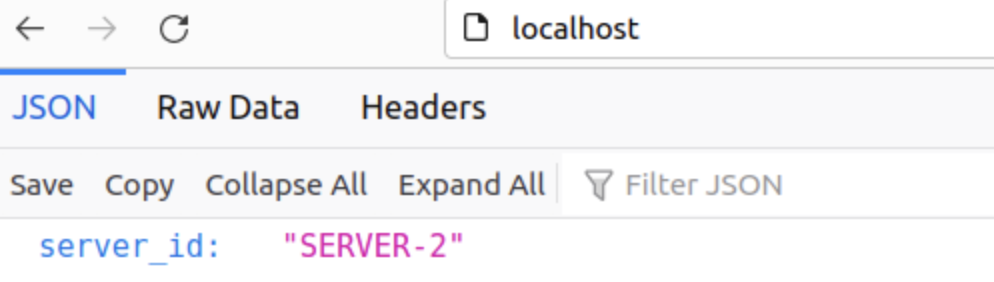 localhost
JSON Raw Data Headers
Save Copy Collapse All Expand All Filter JSON
server_id: "SERVER-2"